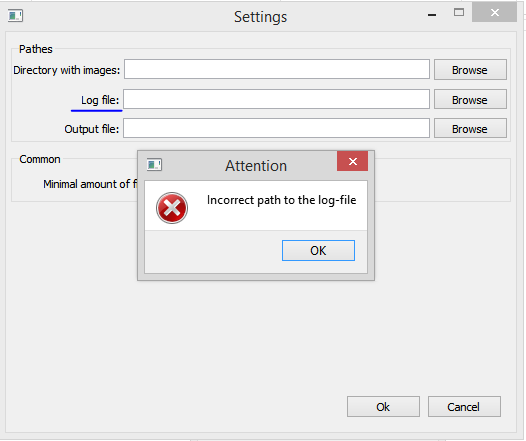 Settings
Pathes
Directory with images:
Browse
Log file:
Browse
Output file:
Browse
Attention
Common
Minimal amount of
Incorrect path to the log-file
OK
Ok
Cancel